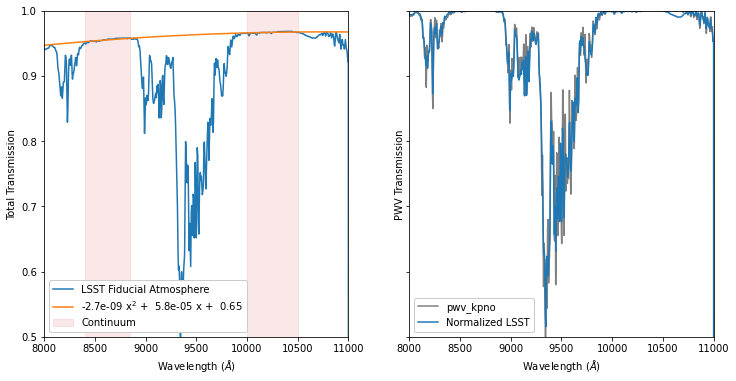 Total Transmission
1.0
0.9
0.8
0.7
0.6
0.5
LSST Fiducial Atmosphere
-2.7e-09 x² + 5.8e-05 x + 0.65
Continuum
8000 8500 9000 9500 10000 10500 11000
Wavelength (Å)
PWV Transmission
pwv_kpno
Normalized LSST
8000 8500 9000 9500 10000 10500 11000
Wavelength (Å)